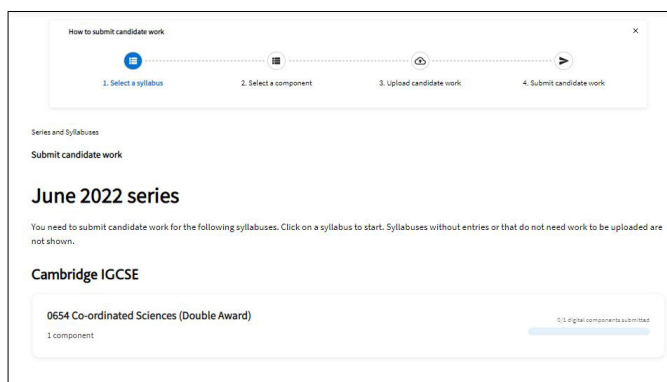 How to submit candidate work
1. Select a syllabus
2. Select a component
3. Upload candidate work
4. Submit candidate work
Series and Syllabuses
Submit candidate work
June 2022 series
You need to submit candidate work for the following syllabuses. Click on a syllabus to start. Syllabuses without entries or that do not need work to be uploaded are
not shown.
Cambridge IGCSE
0654 Co-ordinated Sciences (Double Award)
0/1 digital components submitted
1 component